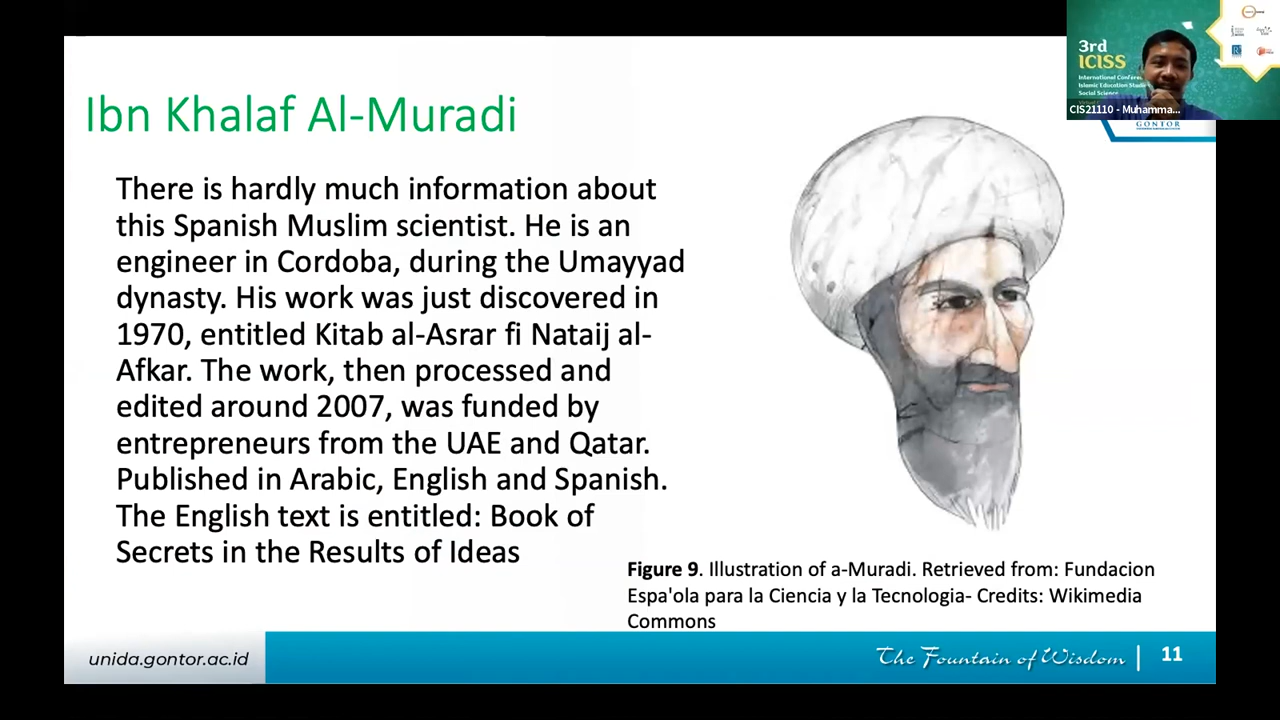 Ibn Khalaf Al-Muradi
There is hardly much information about
this Spanish Muslim scientist. He is an
engineer in Cordoba, during the Umayyad
dynasty. His work was just discovered in
1970, entitled Kitab al-Asrar fi Nataij al-
Afkar. The work, then processed and
edited around 2007, was funded by
entrepreneurs from the UAE and Qatar.
Published in Arabic, English and Spanish.
The English text is entitled: Book of
Secrets in the Results of Ideas
Figure 9. Illustration of a-Muradi. Retrieved from: Fundacion
Espa'ola para la Ciencia y la Tecnologia- Credits: Wikimedia
Commons
unida.gontor.ac.id
The Fountain of Wisdom | 11
3rd
ICISS
International
Islamic Education
Social Science
CIS21110 - Muhamma...
GONTOR